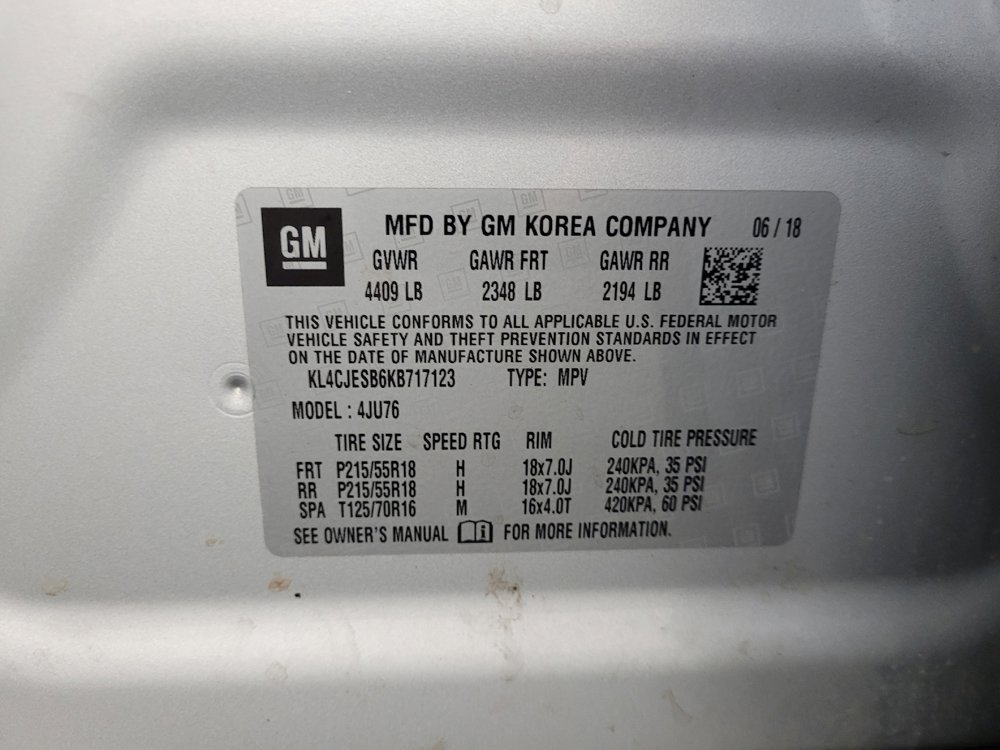 GM MFD BY GM KOREA COMPANY 06 / 18
GVWR GAWR FRT GAWR RR
4409 LB 2348 LB 2194 LB
THIS VEHICLE CONFORMS TO ALL APPLICABLE U.S. FEDERAL MOTOR
VEHICLE SAFETY AND THEFT PREVENTION STANDARDS IN EFFECT
ON THE DATE OF MANUFACTURE SHOWN ABOVE.
KL4CJESB6KB717123 TYPE: MPV
MODEL : 4JU76
TIRE SIZE SPEED RTG RIM COLD TIRE PRESSURE
FRT P215/55R18 H 18x7.0J 240KPA, 35 PSI
RR P215/55R18 H 18x7.0J 240KPA, 35 PSI
SPA T125/70R16 M 16x4.0T 420KPA, 60 PSI
SEE OWNER'S MANUAL FOR MORE INFORMATION.